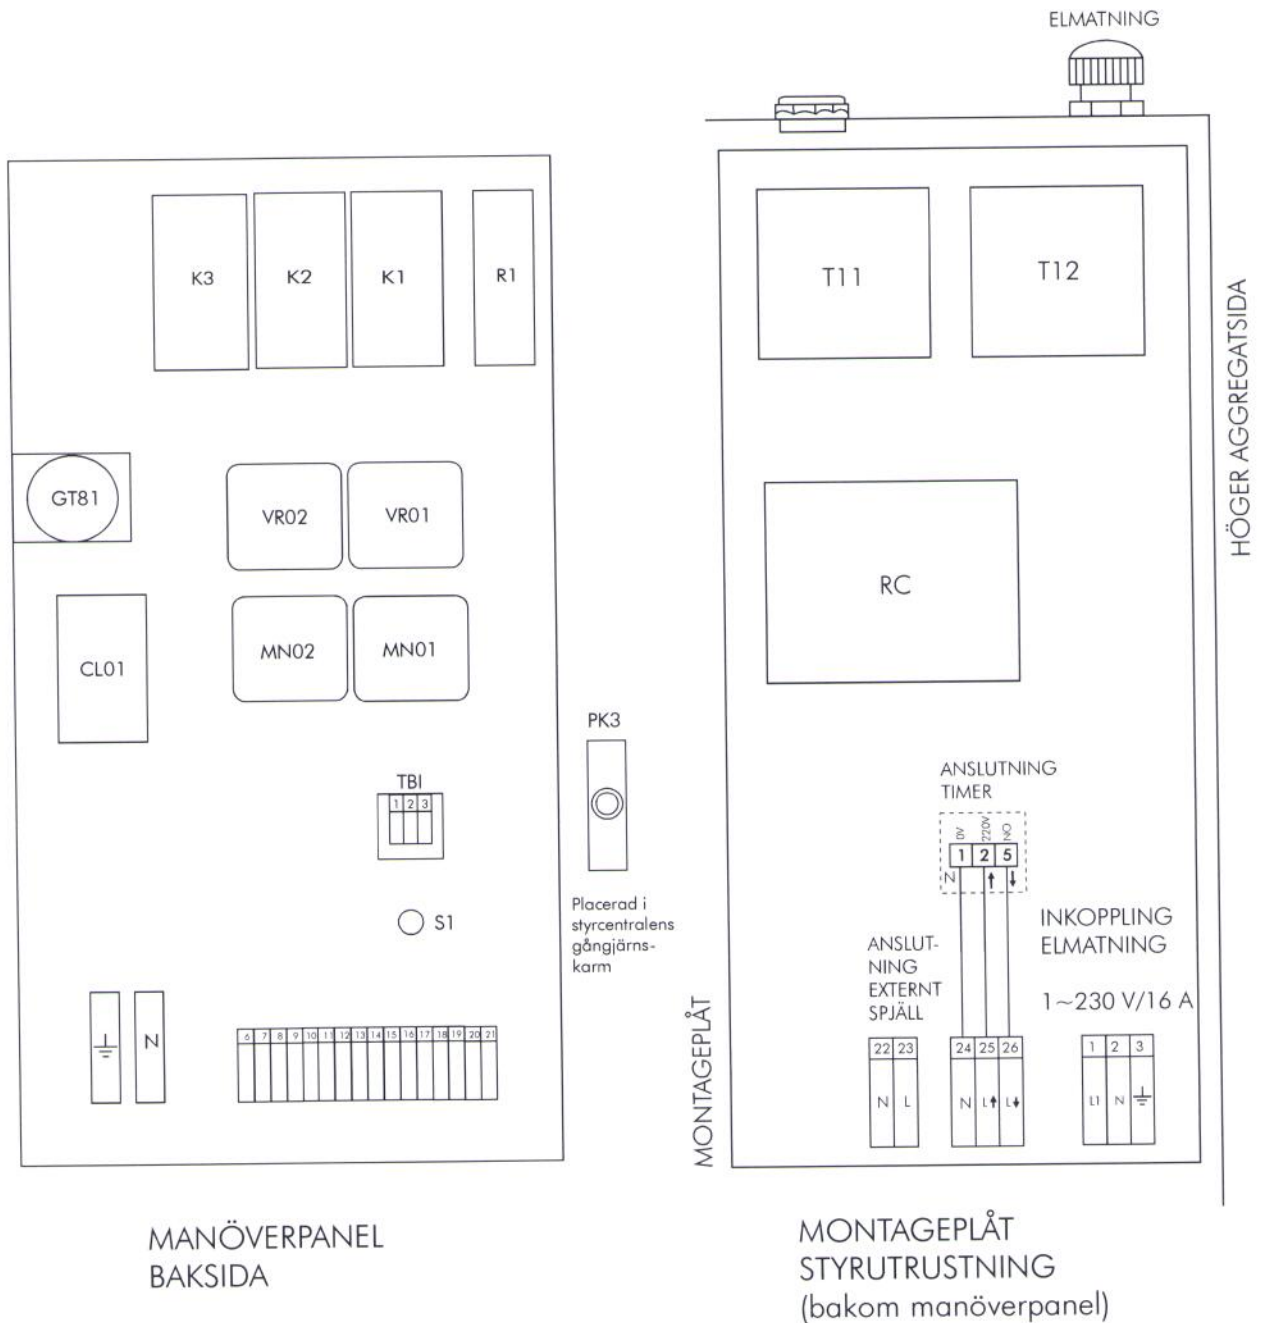 ELMATNING
K3
K2
K1
R1
GT81
VR02
VR01
CL01
MN02
MN01
TBI
1 2 3
S1
N
6 7 8 9 10 11 12 13 14 15 16 17 18 19 20 21
MANÖVERPANEL
BAKSIDA
PK3
Placerad i
styrcentralens
gångjärns-
karm
T11
T12
RC
HÖGER AGGREGATSIDA
MONTAGEPLÅT
ANSLUTNING
TIMER
0V 220V NO
1 2 5
N
ANSLUT-
NING
EXTERNT
SPJÄLL
INKOPPLING
ELMATNING
1~230 V/16 A
22 23
N L
24 25 26
N L↑ L↓
1 2 3
L1 N
MONTAGEPLÅT
STYRUTRUSTNING
(bakom manöverpanel)